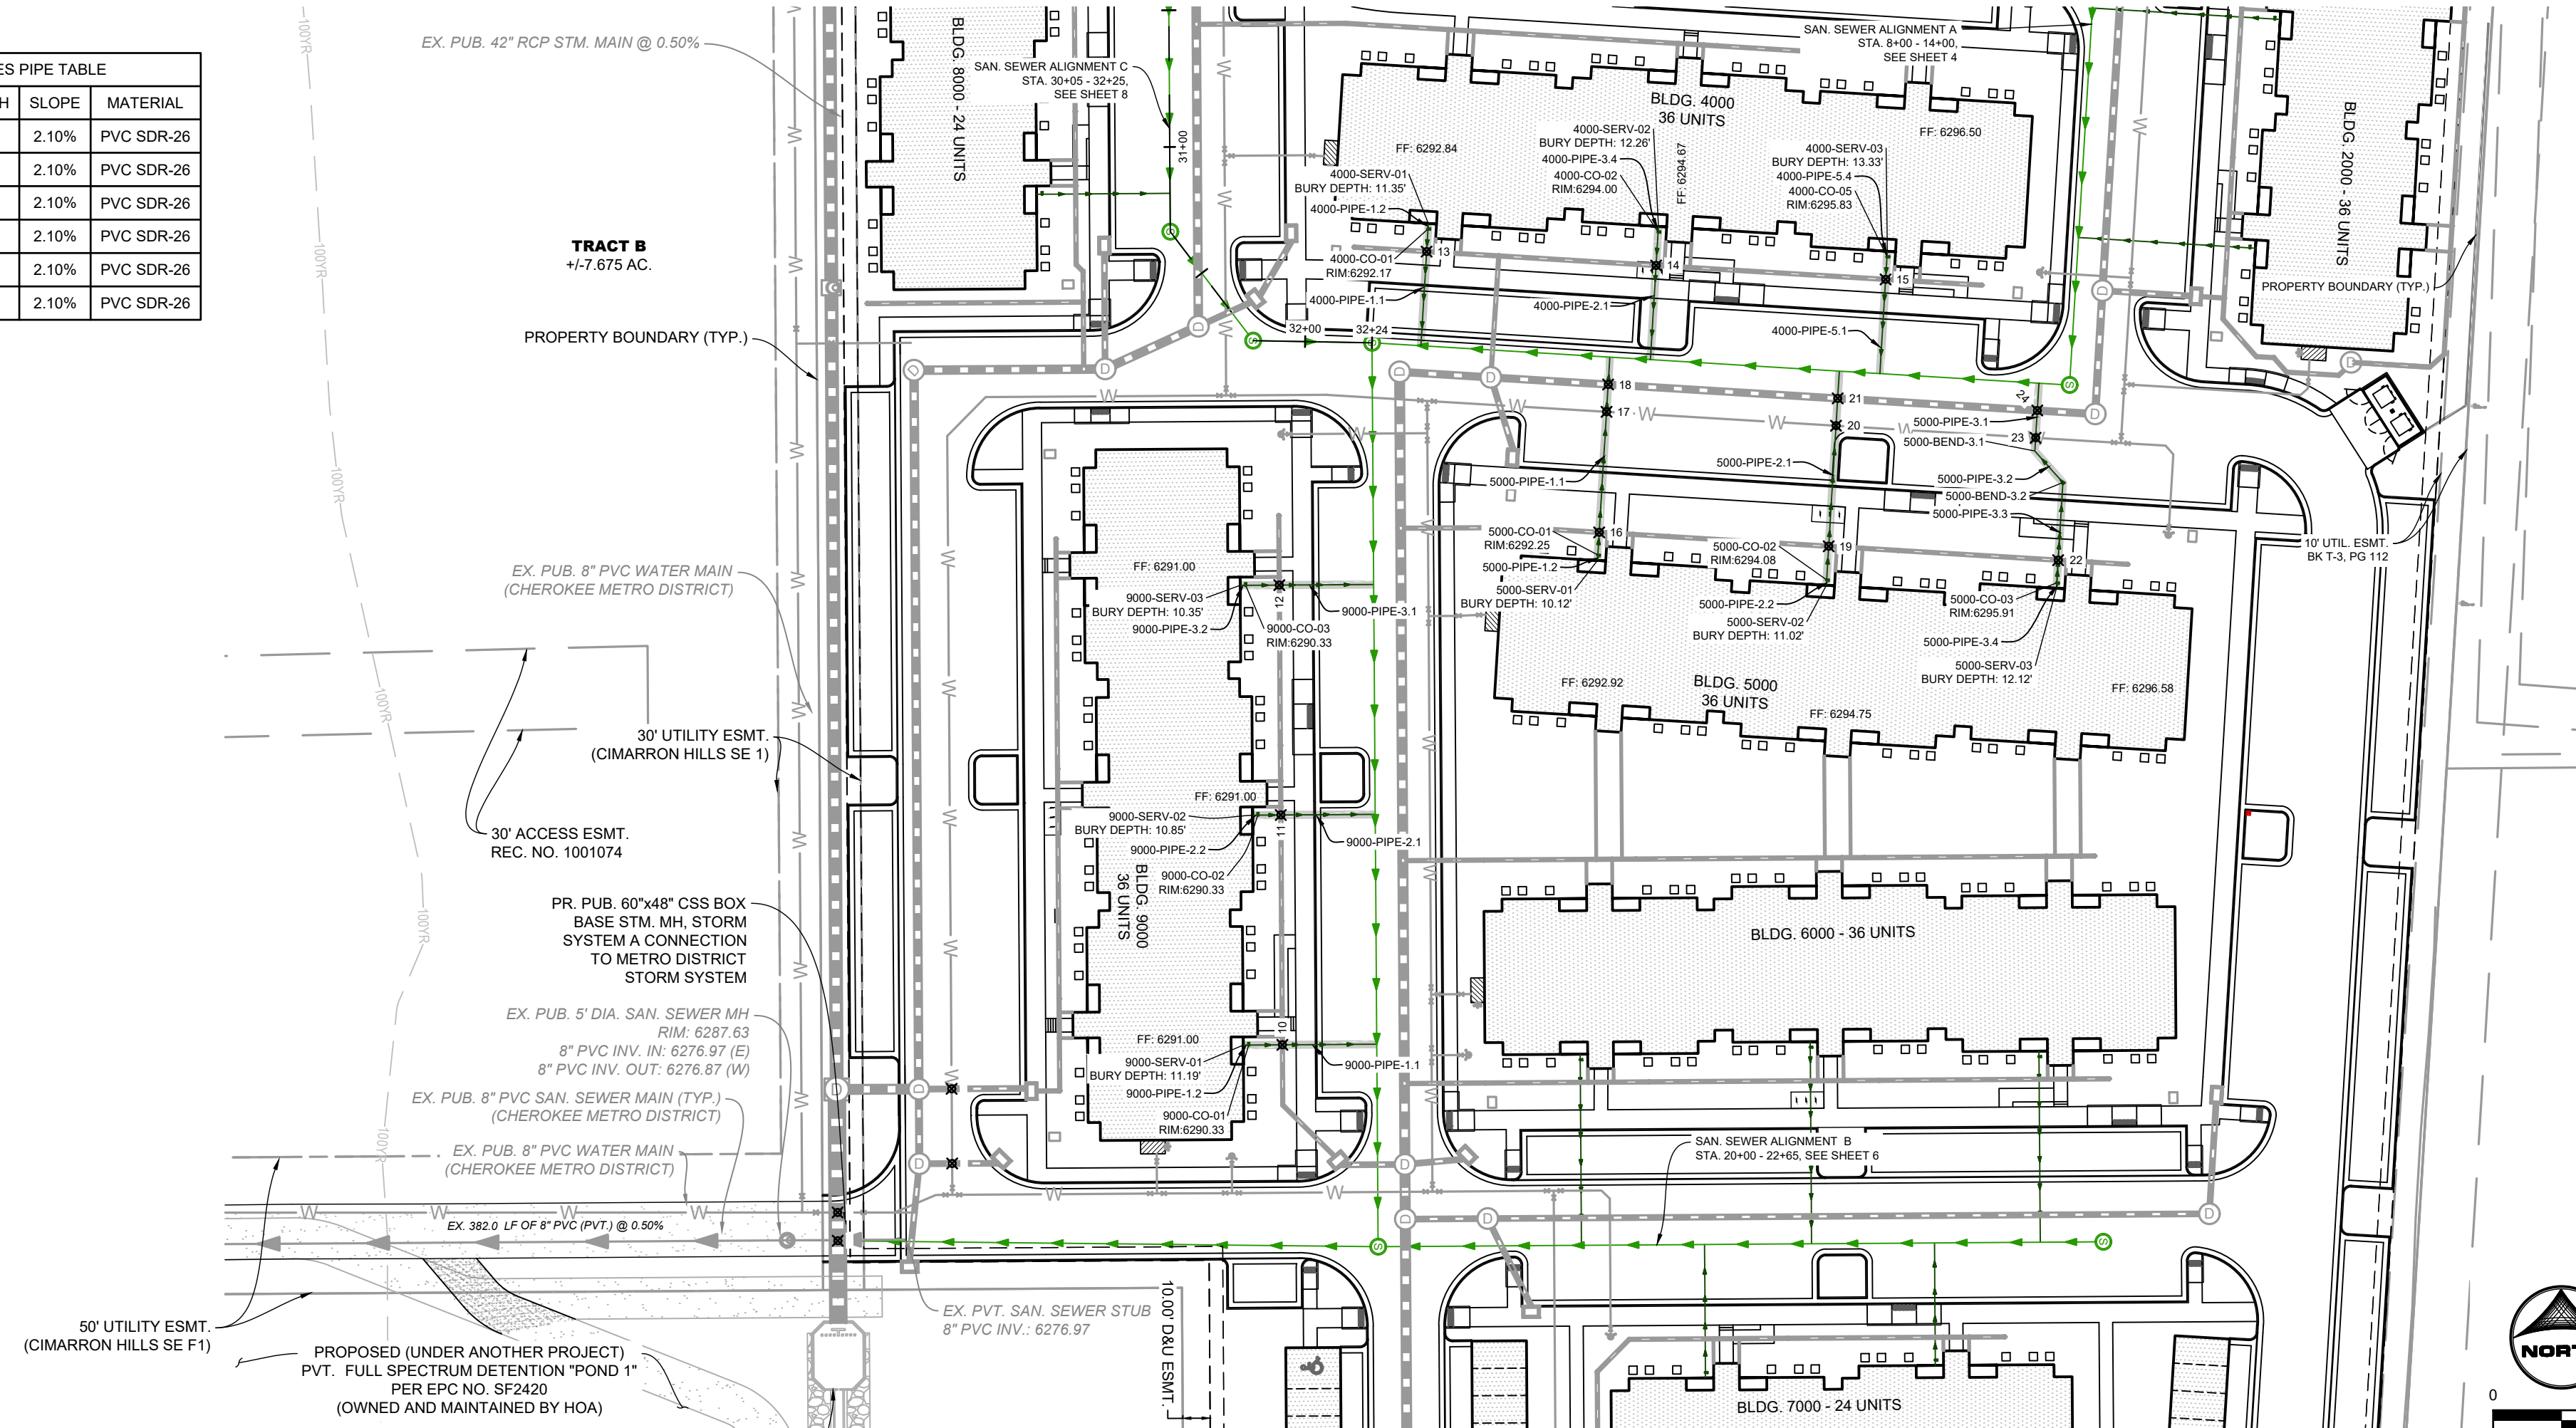 ES PIPE TABLE
H SLOPE MATERIAL
2.10% PVC SDR-26
2.10% PVC SDR-26
2.10% PVC SDR-26
2.10% PVC SDR-26
2.10% PVC SDR-26
2.10% PVC SDR-26
100YR
EX. PUB. 42" RCP STM. MAIN @ 0.50%
BLDG. 8000 - 24 UNITS
SAN. SEWER ALIGNMENT C
STA. 30+05 - 32+25,
SEE SHEET 8
31+00
SAN. SEWER ALIGNMENT A
STA. 8+00 - 14+00,
SEE SHEET 4
BLDG. 4000
36 UNITS
FF: 6292.84
FF: 6294.67
FF: 6296.50
4000-SERV-02
BURY DEPTH: 12.26'
4000-PIPE-3.4
4000-CO-02
RIM:6294.00
4000-SERV-03
BURY DEPTH: 13.33'
4000-PIPE-5.4
4000-CO-05
RIM:6295.83
4000-SERV-01
BURY DEPTH: 11.35'
4000-PIPE-1.2
4000-CO-01
RIM:6292.17
4000-PIPE-1.1
4000-PIPE-2.1
4000-PIPE-5.1
13
14
15
BLDG. 2000 - 36 UNITS
PROPERTY BOUNDARY (TYP.)
TRACT B
+/-7.675 AC.
PROPERTY BOUNDARY (TYP.)
32+00
32+24
100YR
W
W
W
18
17
21
20
24
23
5000-PIPE-3.1
5000-BEND-3.1
5000-PIPE-2.1
5000-PIPE-1.1
5000-PIPE-3.2
5000-BEND-3.2
5000-PIPE-3.3
5000-CO-01
RIM:6292.25
16
5000-CO-02
RIM:6294.08
19
22
5000-PIPE-1.2
5000-SERV-01
BURY DEPTH: 10.12'
5000-PIPE-2.2
5000-SERV-02
BURY DEPTH: 11.02'
5000-CO-03
RIM:6295.91
5000-PIPE-3.4
5000-SERV-03
BURY DEPTH: 12.12'
10' UTIL. ESMT.
BK T-3, PG 112
FF: 6292.92
BLDG. 5000
36 UNITS
FF: 6294.75
FF: 6296.58
100YR
EX. PUB. 8" PVC WATER MAIN
(CHEROKEE METRO DISTRICT)
FF: 6291.00
9000-SERV-03
BURY DEPTH: 10.35'
9000-PIPE-3.2
12
9000-PIPE-3.1
9000-CO-03
RIM:6290.33
100YR
30' UTILITY ESMT.
(CIMARRON HILLS SE 1)
FF: 6291.00
9000-SERV-02
BURY DEPTH: 10.85'
9000-PIPE-2.2
11
9000-PIPE-2.1
9000-CO-02
RIM:6290.33
BLDG. 9000
36 UNITS
30' ACCESS ESMT.
REC. NO. 1001074
100YR
PR. PUB. 60"x48" CSS BOX
BASE STM. MH, STORM
SYSTEM A CONNECTION
TO METRO DISTRICT
STORM SYSTEM
BLDG. 6000 - 36 UNITS
EX. PUB. 5' DIA. SAN. SEWER MH
RIM: 6287.63
8" PVC INV. IN: 6276.97 (E)
8" PVC INV. OUT: 6276.87 (W)
FF: 6291.00
9000-SERV-01
BURY DEPTH: 11.19'
9000-PIPE-1.2
10
9000-PIPE-1.1
9000-CO-01
RIM:6290.33
EX. PUB. 8" PVC SAN. SEWER MAIN (TYP.)
(CHEROKEE METRO DISTRICT)
100YR
EX. PUB. 8" PVC WATER MAIN
(CHEROKEE METRO DISTRICT)
SAN. SEWER ALIGNMENT B
STA. 20+00 - 22+65, SEE SHEET 6
W
W
W
W
W
W
EX. 382.0 LF OF 8" PVC (PVT.) @ 0.50%
EX. PVT. SAN. SEWER STUB
8" PVC INV.: 6276.97
10.00' D&U ESMT.
50' UTILITY ESMT.
(CIMARRON HILLS SE F1)
PROPOSED (UNDER ANOTHER PROJECT)
PVT. FULL SPECTRUM DETENTION "POND 1"
PER EPC NO. SF2420
(OWNED AND MAINTAINED BY HOA)
BLDG. 7000 - 24 UNITS
NORT
0